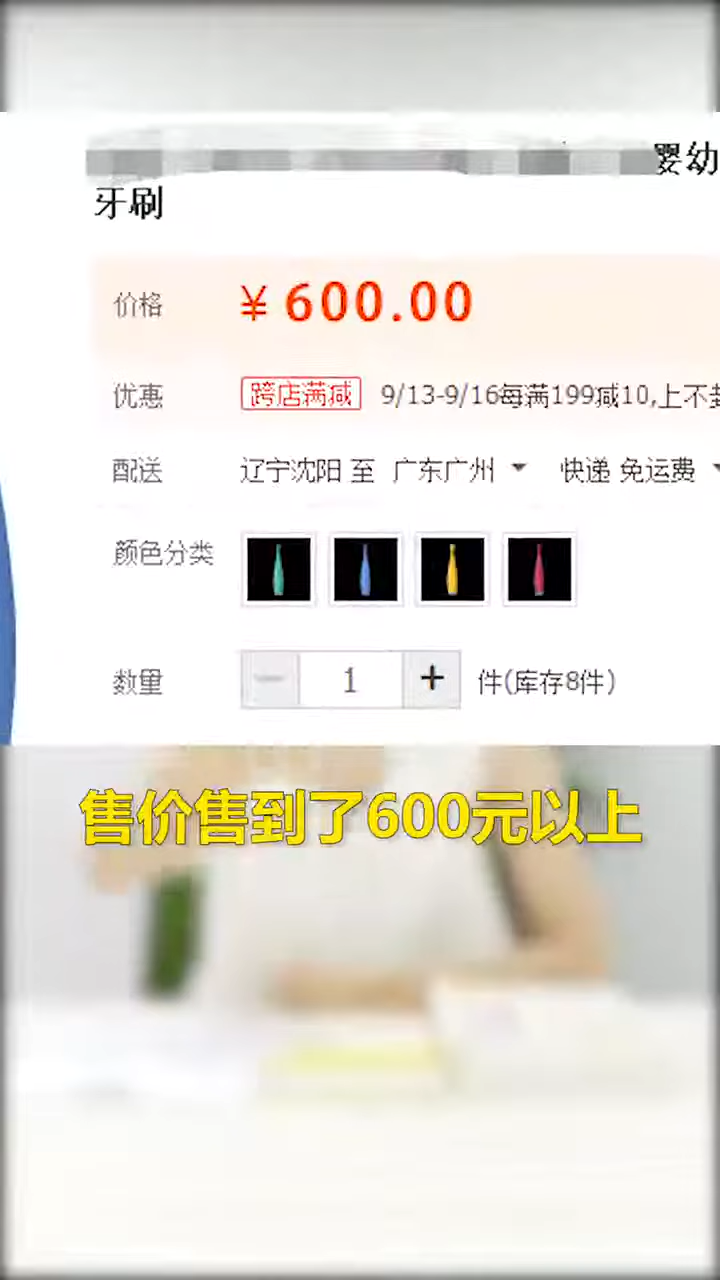 婴幼
牙刷
价格 ¥600.00
优惠 跨店满减 9/13-9/16每满199减10,上不封
配送 辽宁沈阳 至 广东广州 快递 免运费
颜色分类
数量 1 件(库存8件)
售价售到了600元以上